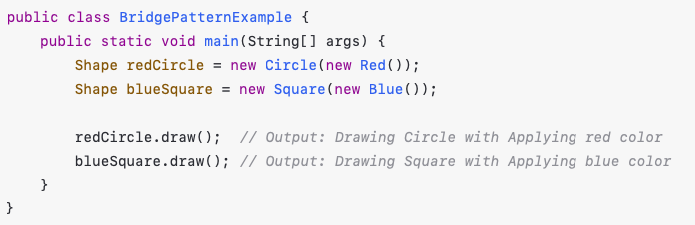 public class BridgePatternExample {
    public static void main(String[] args) {
        Shape redCircle = new Circle(new Red());
        Shape blueSquare = new Square(new Blue());

        redCircle.draw();  // Output: Drawing Circle with Applying red color
        blueSquare.draw(); // Output: Drawing Square with Applying blue color
    }
}